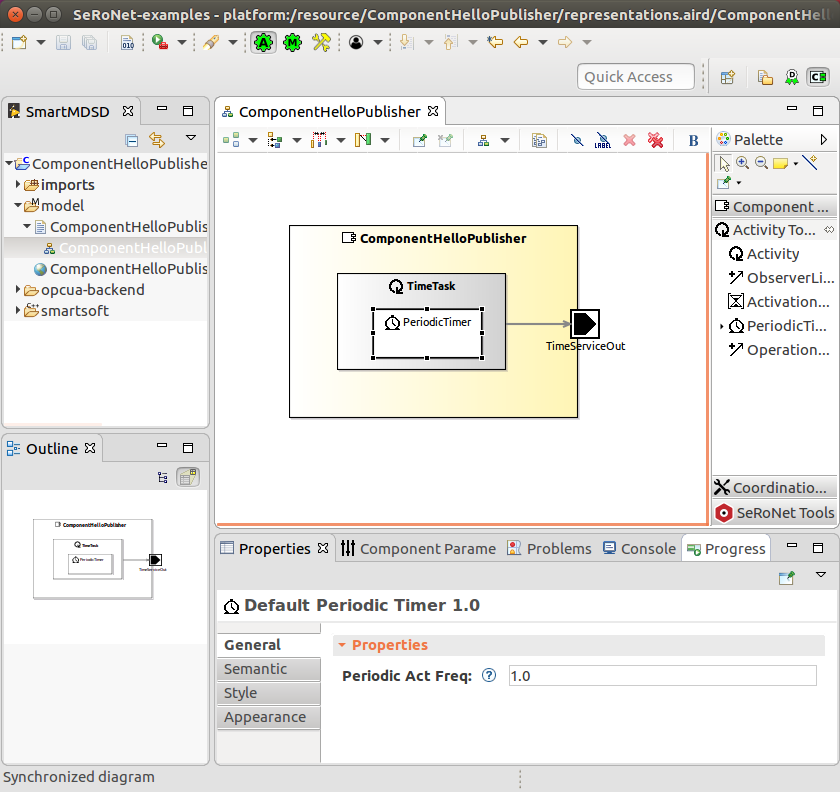 SeRoNet-examples - platform:/resource/ComponentHelloPublisher/representations.aird/ComponentHell
010
A
M
Quick Access
SmartMDSD
ComponentHelloPublisher
ComponentHelloPublishe
imports
model
ComponentHelloPublis
ComponentHelloPubl
ComponentHelloPublis
opcua-backend
smartsoft
LABEL
B
ComponentHelloPublisher
TimeTask
PeriodicTimer
TimeServiceOut
Palette
Component ...
Activity To...
Activity
ObserverLi...
Activation...
PeriodicTi...
Operation...
Coordinatio...
SeRoNet Tools
Outline
ComponentHelloPublisher
TimeTask
PeriodicTimer
TimeServiceOut
Properties
Component Parame
Problems
Console
Progress
Default Periodic Timer 1.0
General
Semantic
Style
Appearance
Properties
Periodic Act Freq:
?
1.0
Synchronized diagram